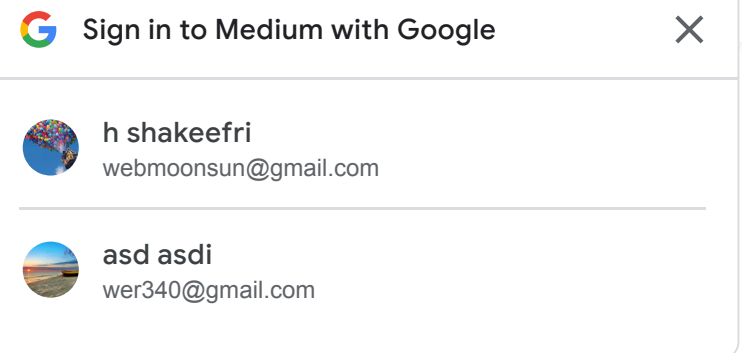 Sign in to Medium with Google
h shakeefri
webmoonsun@gmail.com
asd asdi
wer340@gmail.com